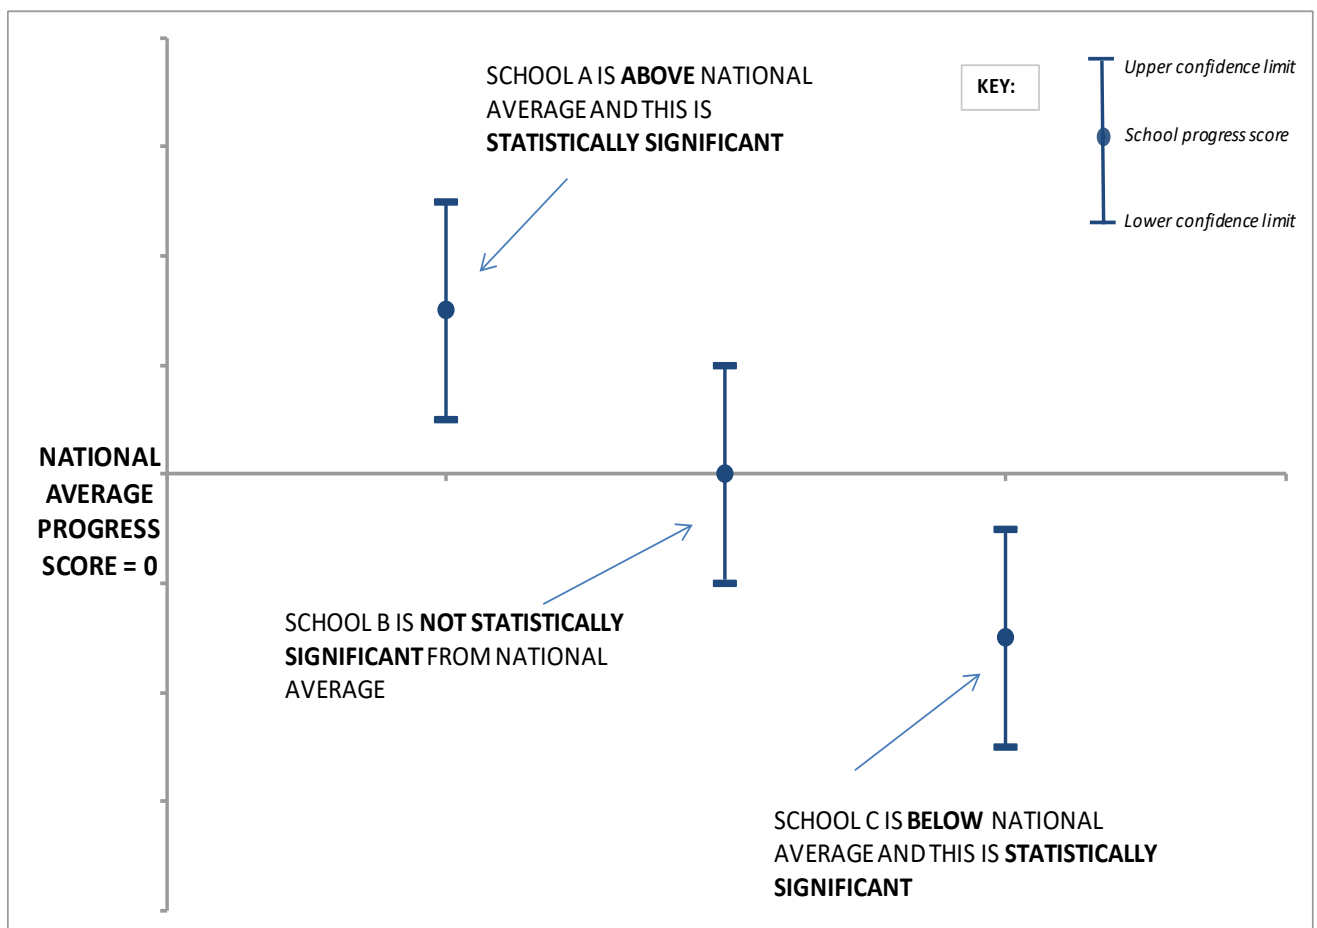 SCHOOL A IS ABOVE NATIONAL
AVERAGE AND THIS IS
STATISTICALLY SIGNIFICANT
KEY:
Upper confidence limit
School progress score
Lower confidence limit
NATIONAL
AVERAGE
PROGRESS
SCORE = 0
SCHOOL B IS NOT STATISTICALLY
SIGNIFICANT FROM NATIONAL
AVERAGE
SCHOOL C IS BELOW NATIONAL
AVERAGE AND THIS IS STATISTICALLY
SIGNIFICANT